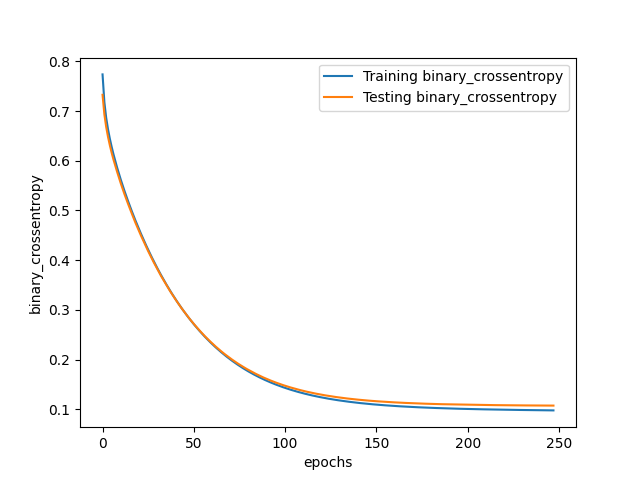 Training binary_crossentropy
Testing binary_crossentropy
0.8
0.7
0.6
0.5
0.4
0.3
0.2
0.1
binary_crossentropy
0 50 100 150 200 250
epochs